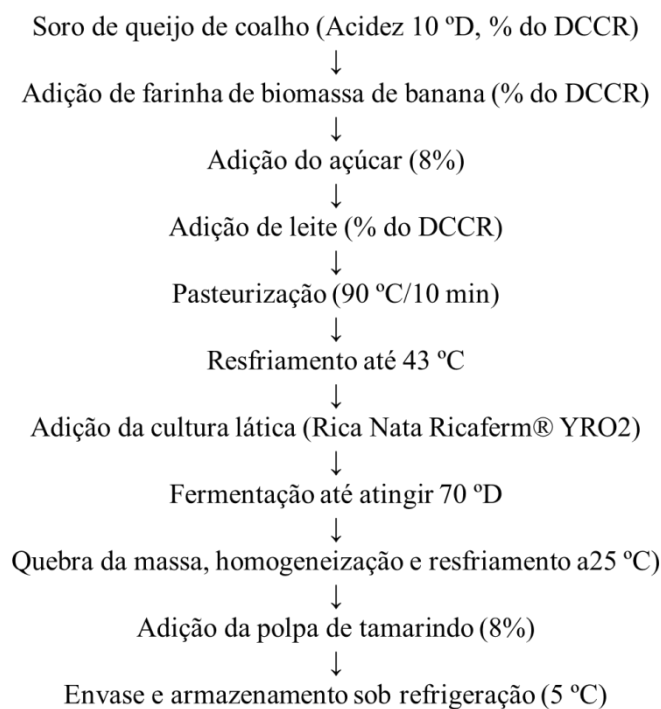 Soro de queijo de coalho (Acidez 10 ºD, % do DCCR)
↓
Adição de farinha de biomassa de banana (% do DCCR)
↓
Adição do açúcar (8%)
↓
Adição de leite (% do DCCR)
↓
Pasteurização (90 ºC/10 min)
↓
Resfriamento até 43 ºC
↓
Adição da cultura lática (Rica Nata Ricaferm® YRO2)
↓
Fermentação até atingir 70 ºD
↓
Quebra da massa, homogeneização e resfriamento a25 ºC)
↓
Adição da polpa de tamarindo (8%)
↓
Envase e armazenamento sob refrigeração (5 ºC)